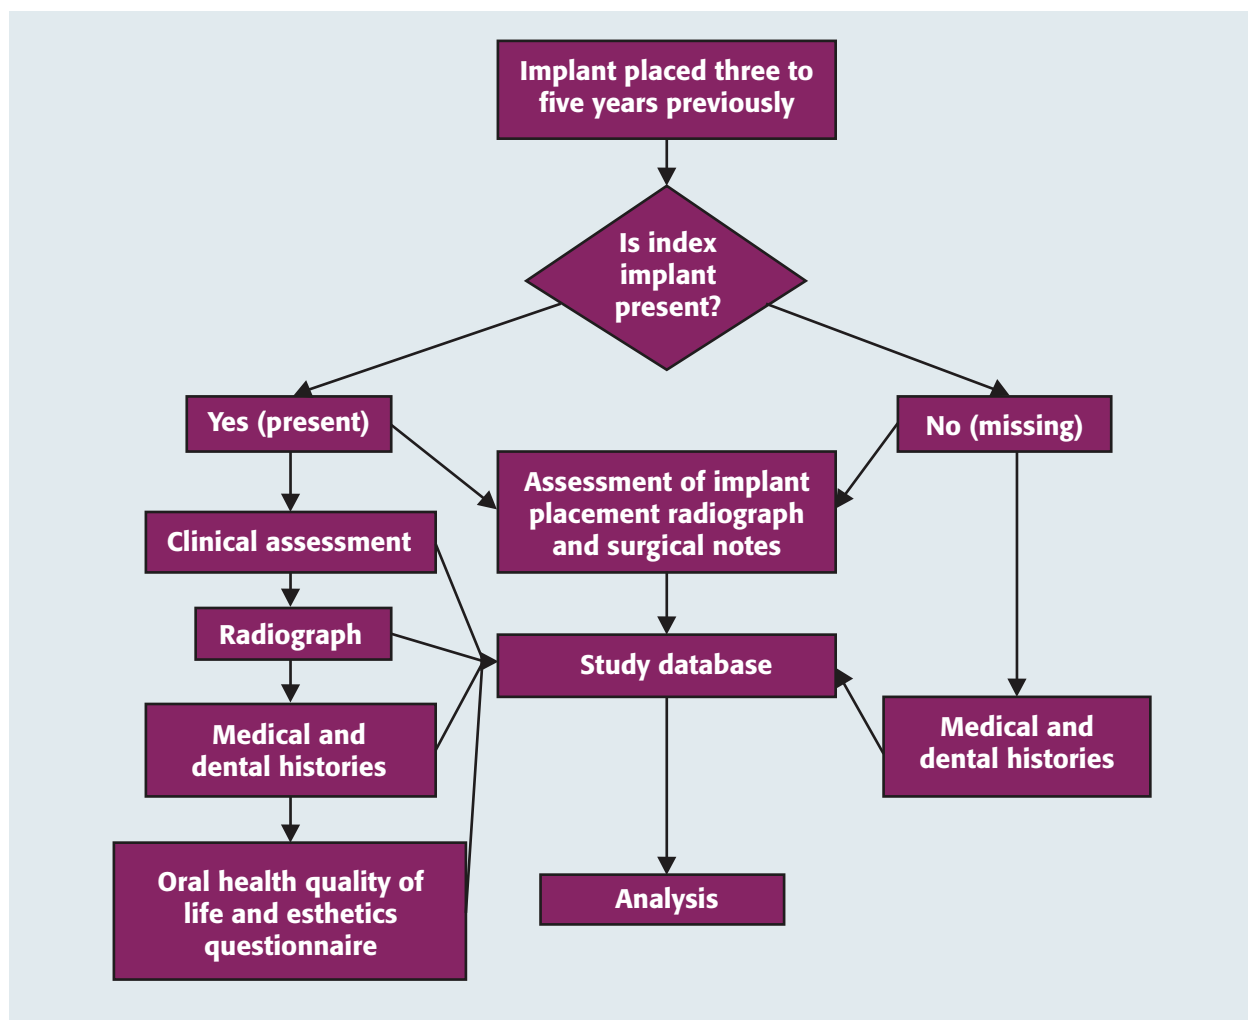 Implant placed three to
five years previously
Is index
implant
present?
Yes (present)
No (missing)
Assessment of implant
placement radiograph
and surgical notes
Clinical assessment
Radiograph
Study database
Medical and
dental histories
Medical and
dental histories
Oral health quality of
life and esthetics
questionnaire
Analysis